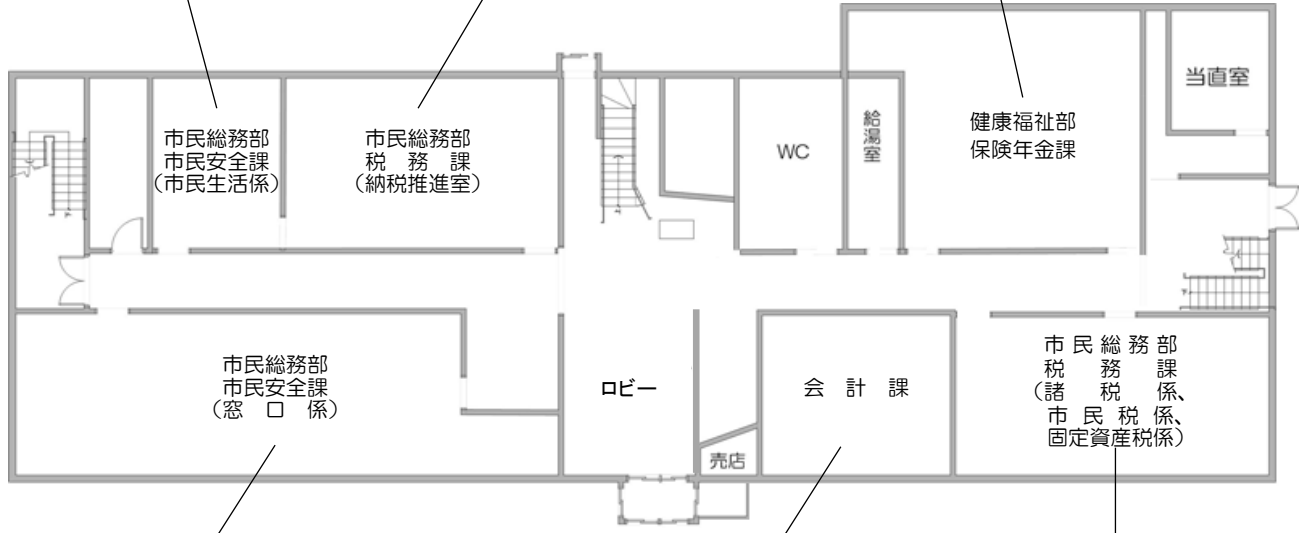 市民総務部
市民安全課
（市民生活係）
市民総務部
税　務　課
（納税推進室）
WC
給湯室
健康福祉部
保険年金課
当直室
市民総務部
市民安全課
（窓　口　係）
ロビー
売店
会　計　課
市 民 総 務 部
税　務　課
（諸　税　係、
市 民 税 係、
固定資産税係）